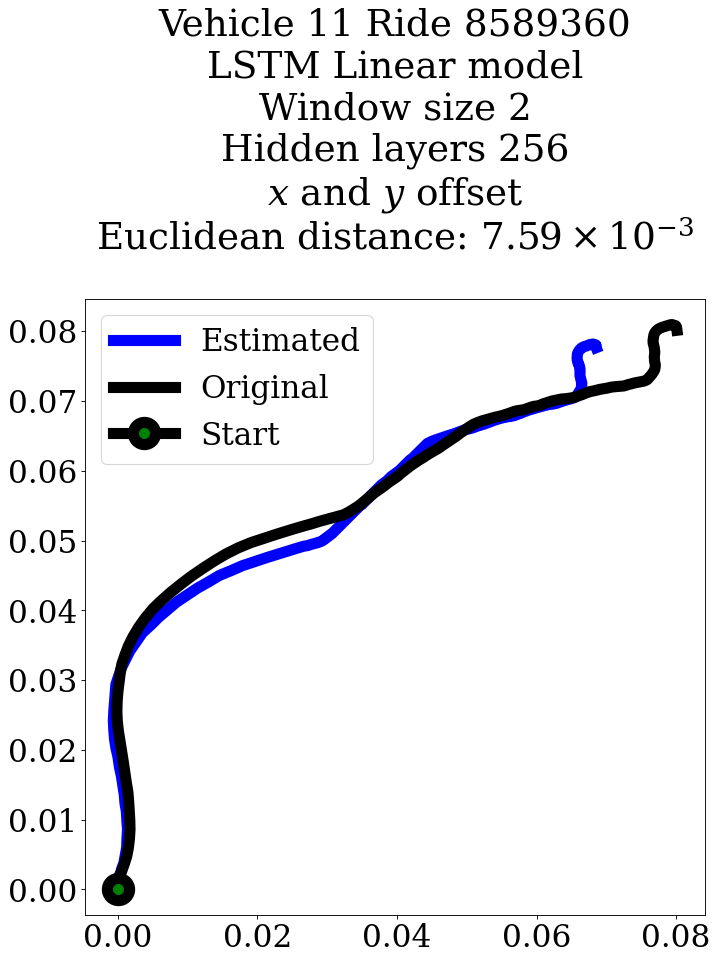 Vehicle 11 Ride 8589360
LSTM Linear model
Window size 2
Hidden layers 256
x and y offset
Euclidean distance: 7.59 × 10⁻³
Estimated
Original
Start
0.08
0.07
0.06
0.05
0.04
0.03
0.02
0.01
0.00
0.00 0.02 0.04 0.06 0.08